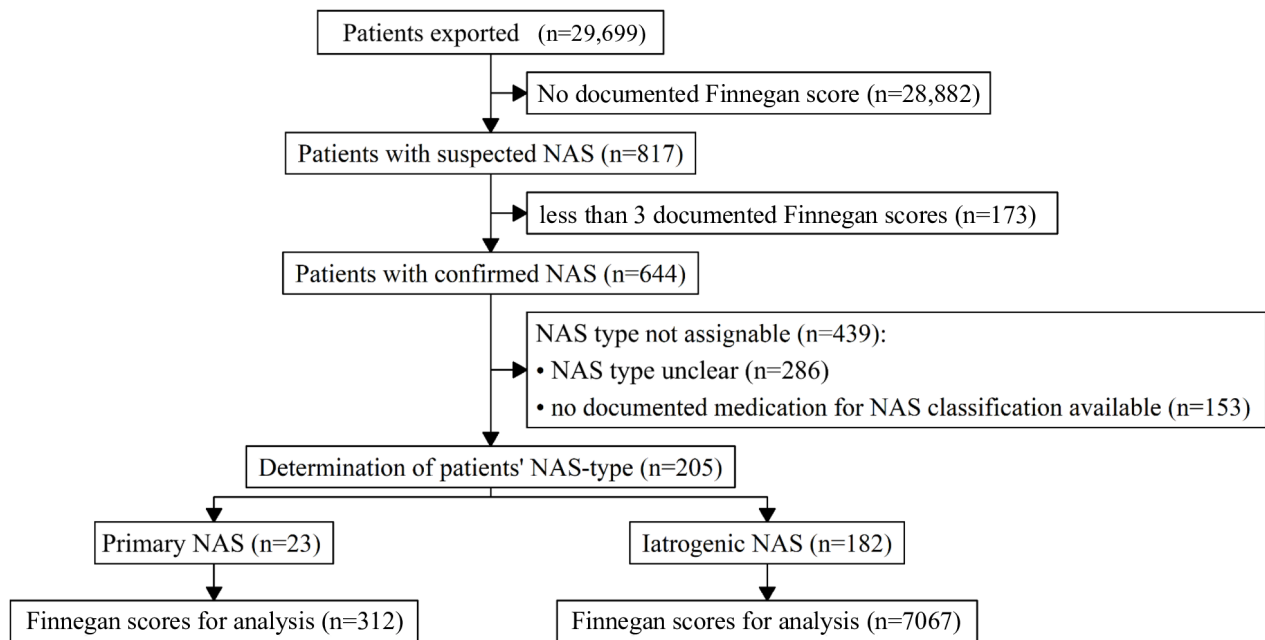 Patients exported (n=29,699)
No documented Finnegan score (n=28,882)
Patients with suspected NAS (n=817)
less than 3 documented Finnegan scores (n=173)
Patients with confirmed NAS (n=644)
NAS type not assignable (n=439):
• NAS type unclear (n=286)
• no documented medication for NAS classification available (n=153)
Determination of patients' NAS-type (n=205)
Primary NAS (n=23)
Iatrogenic NAS (n=182)
Finnegan scores for analysis (n=312)
Finnegan scores for analysis (n=7067)